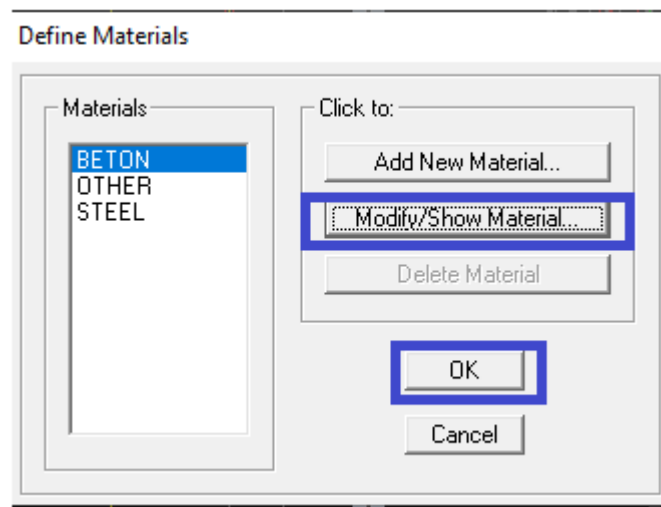 Define Materials
Materials
BETON
OTHER
STEEL
Click to:
Add New Material...
Modify/Show Material...
Delete Material
OK
Cancel